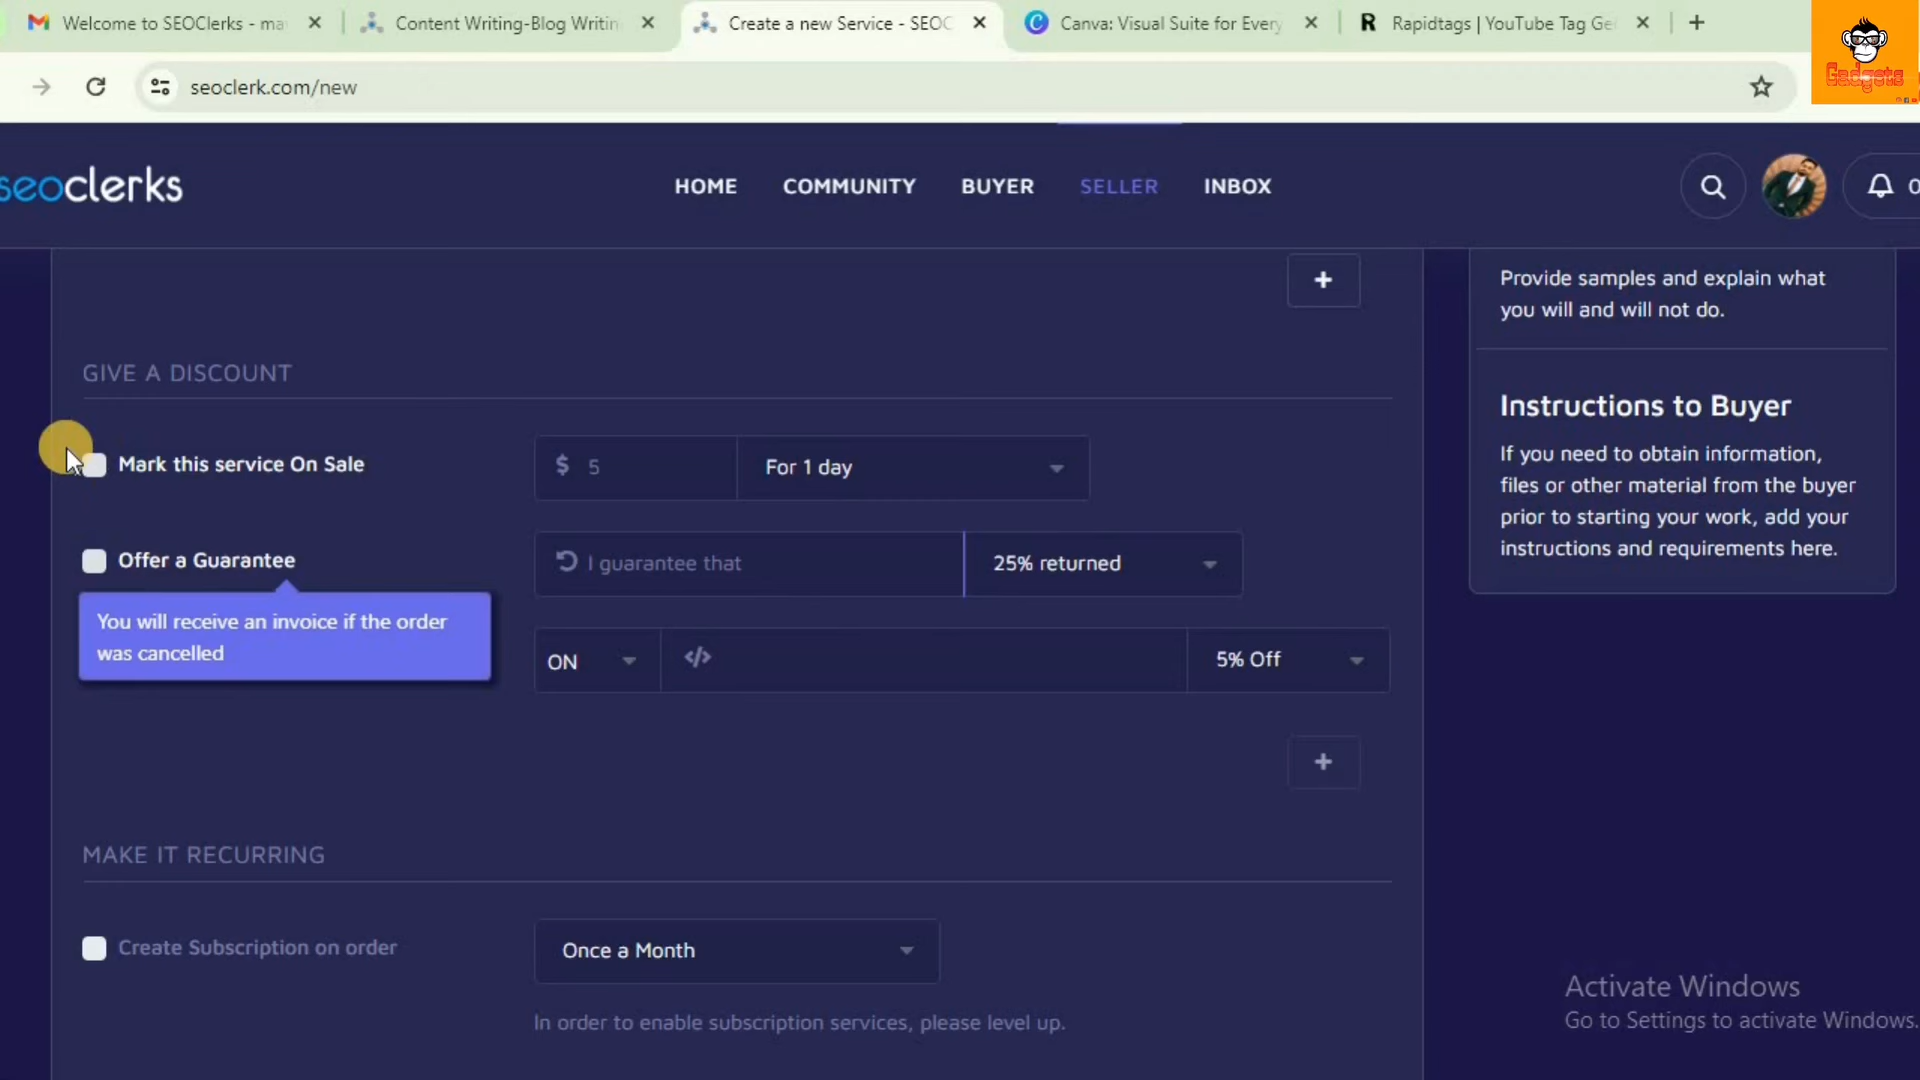 Welcome to SEOClerks - ma
Content Writing-Blog Writin
Create a new Service - SEOC
Canva: Visual Suite for Every
R Rapidtags | YouTube Tag Ge
Gadgets
seoclerk.com/new
seoclerks
HOME
COMMUNITY
BUYER
SELLER
INBOX
0
Provide samples and explain what
you will and will not do.
GIVE A DISCOUNT
Mark this service On Sale
$ 5
For 1 day
Offer a Guarantee
I guarantee that
25% returned
You will receive an invoice if the order
was cancelled
ON
</>
5% Off
Instructions to Buyer
If you need to obtain information,
files or other material from the buyer
prior to starting your work, add your
instructions and requirements here.
MAKE IT RECURRING
Create Subscription on order
Once a Month
In order to enable subscription services, please level up.
Activate Windows
Go to Settings to activate Windows.